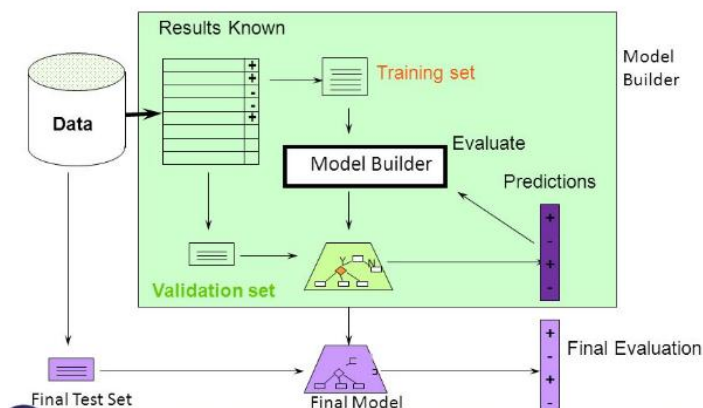 Results Known
Model
Builder
+
+
-
-
+
Training set
Data
Model Builder
Evaluate
Predictions
+
-
+
-
Y
N
Validation set
+
-
+
-
Final Evaluation
Final Test Set
Final Model